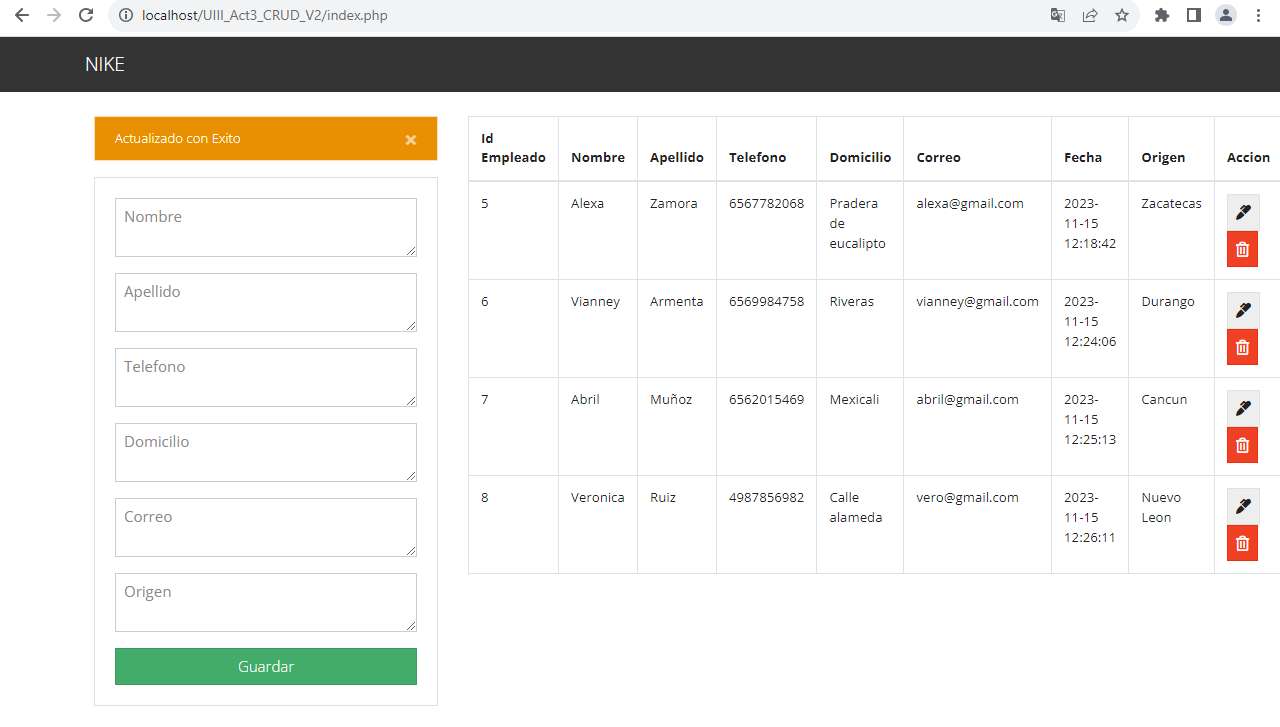 localhost/UIII_Act3_CRUD_V2/index.php
NIKE
Actualizado con Exito ×
Nombre
Apellido
Telefono
Domicilio
Correo
Origen
Guardar
Id
Empleado Nombre Apellido Telefono Domicilio Correo Fecha Origen Accion
5 Alexa Zamora 6567782068 Pradera alexa@gmail.com 2023- Zacatecas
de 11-15
eucalipto 12:18:42
6 Vianney Armenta 6569984758 Riveras vianney@gmail.com 2023- Durango
11-15
12:24:06
7 Abril Muñoz 6562015469 Mexicali abril@gmail.com 2023- Cancun
11-15
12:25:13
8 Veronica Ruiz 4987856982 Calle vero@gmail.com 2023- Nuevo
alameda 11-15 Leon
12:26:11